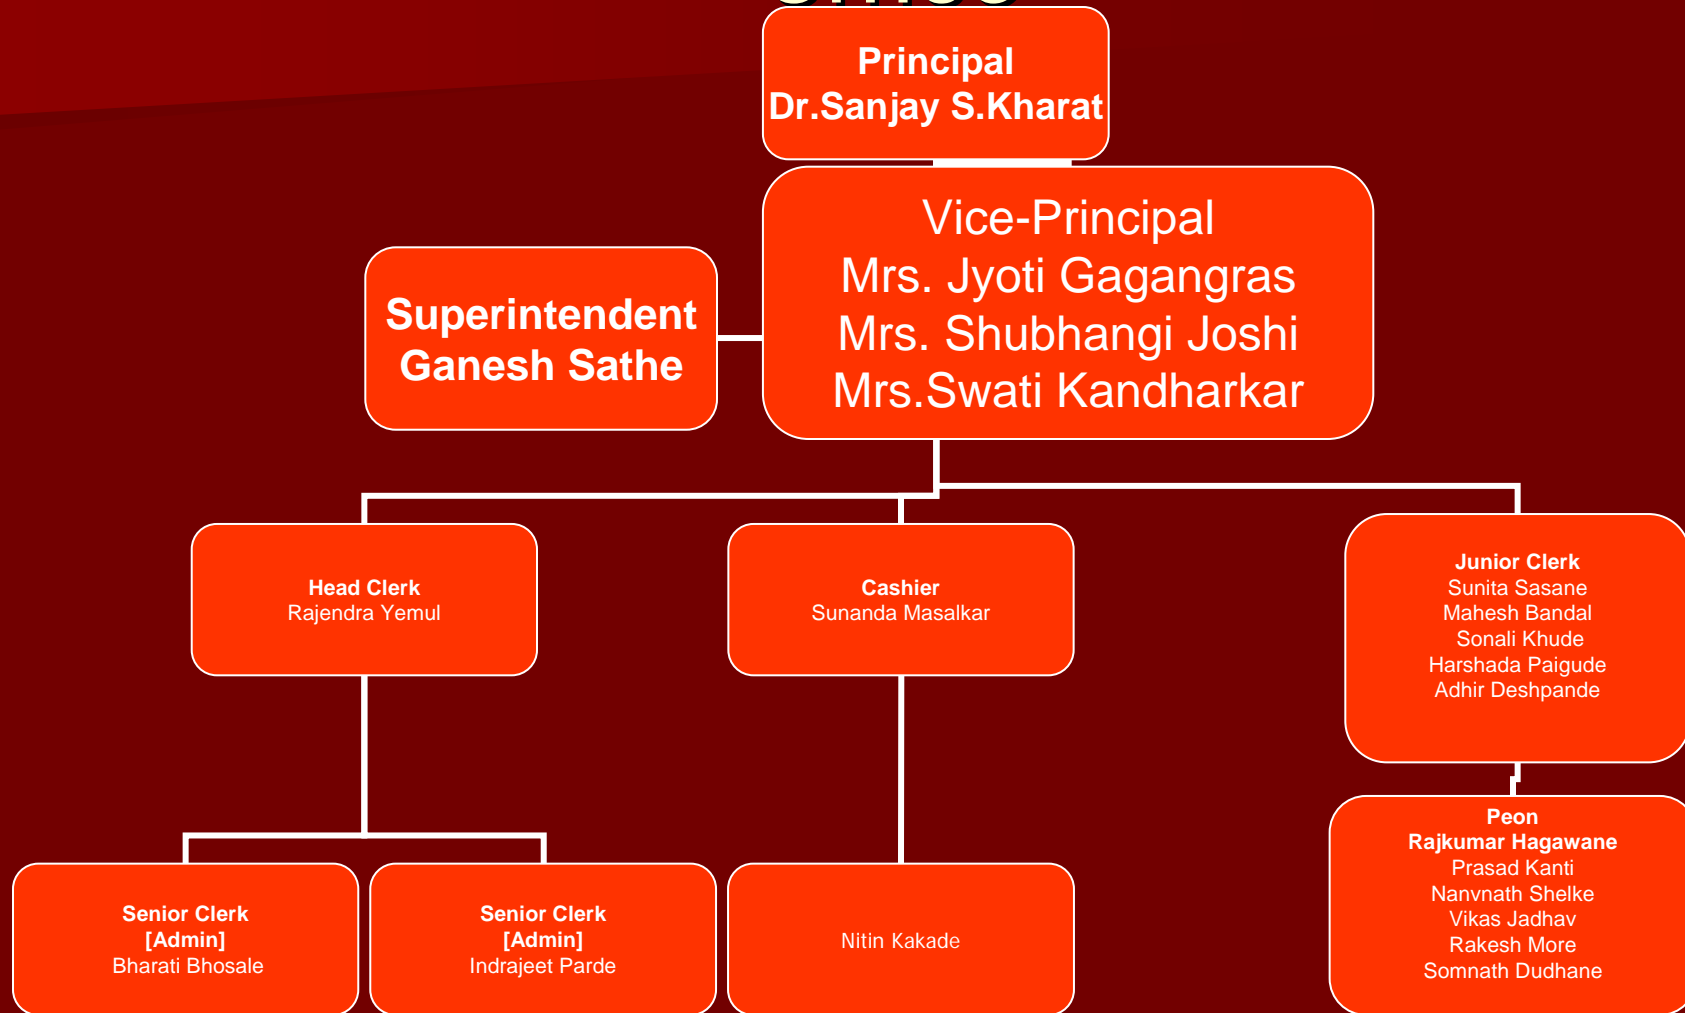 Principal
Dr.Sanjay S.Kharat
Vice-Principal
Mrs. Jyoti Gagangras
Mrs. Shubhangi Joshi
Mrs.Swati Kandharkar
Superintendent
Ganesh Sathe
Head Clerk
Rajendra Yemul
Cashier
Sunanda Masalkar
Junior Clerk
Sunita Sasane
Mahesh Bandal
Sonali Khude
Harshada Paigude
Adhir Deshpande
Senior Clerk
[Admin]
Bharati Bhosale
Senior Clerk
[Admin]
Indrajeet Parde
Nitin Kakade
Peon
Rajkumar Hagawane
Prasad Kanti
Nanvnath Shelke
Vikas Jadhav
Rakesh More
Somnath Dudhane